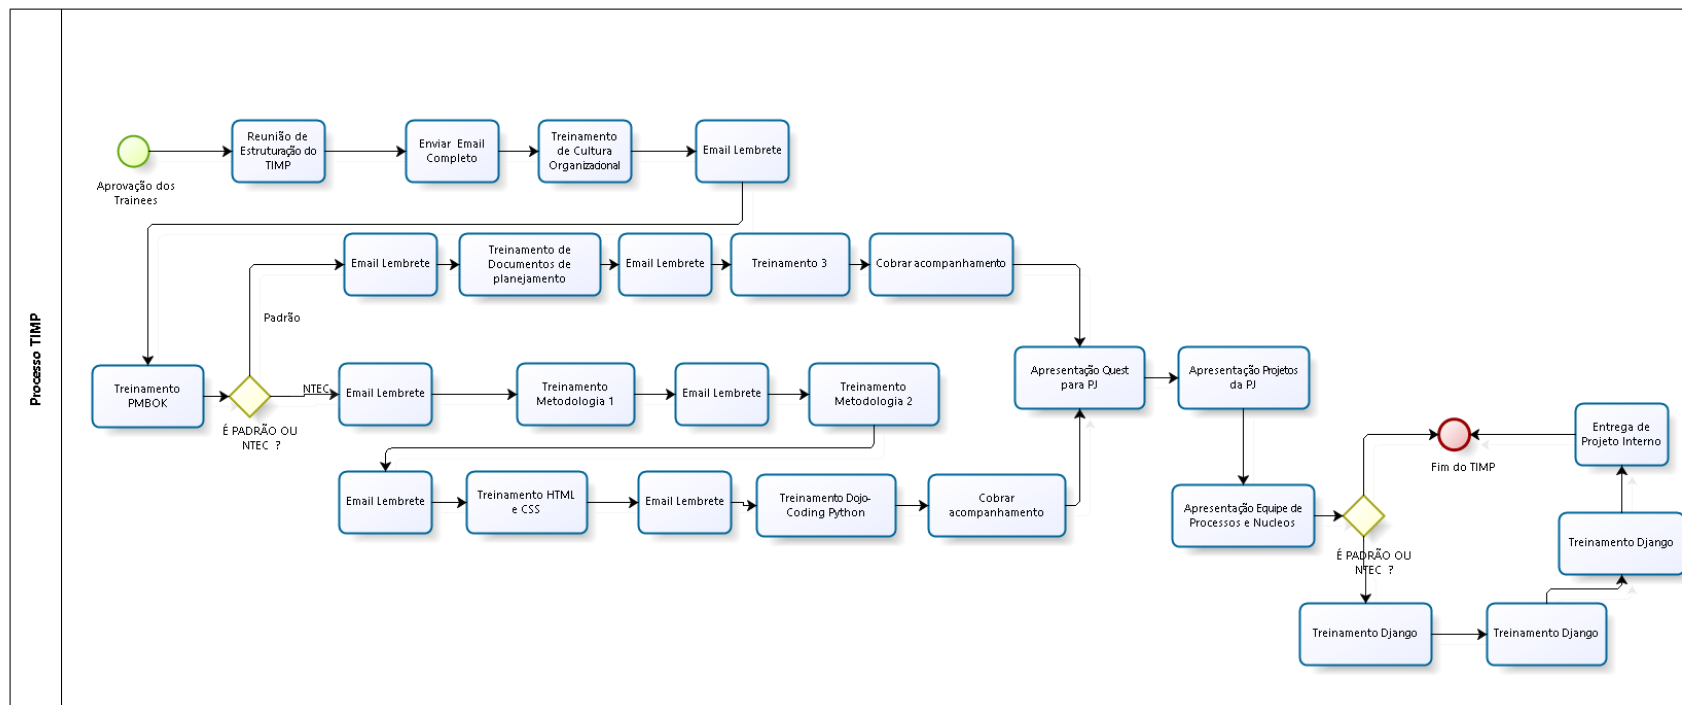 Processo TIMP
Aprovação dos
Trainees
Reunião de
Estruturação do
TIMP
Enviar Email
Completo
Treinamento
de Cultura
Organizacional
Email Lembrete
Email Lembrete
Treinamento de
Documentos de
planejamento
Email Lembrete
Treinamento 3
Cobrar acompanhamento
Padrão
Treinamento
PMBOK
É PADRÃO OU
NTEC ?
NTEC
Email Lembrete
Treinamento
Metodologia 1
Email Lembrete
Treinamento
Metodologia 2
Email Lembrete
Treinamento HTML
e CSS
Email Lembrete
Treinamento Dojo-
Coding Python
Cobrar
acompanhamento
Apresentação Quest
para PJ
Apresentação Projetos
da PJ
Apresentação Equipe de
Processos e Nucleos
É PADRÃO OU
NTEC ?
Fim do TIMP
Treinamento Django
Treinamento Django
Treinamento Django
Entrega de
Projeto Interno